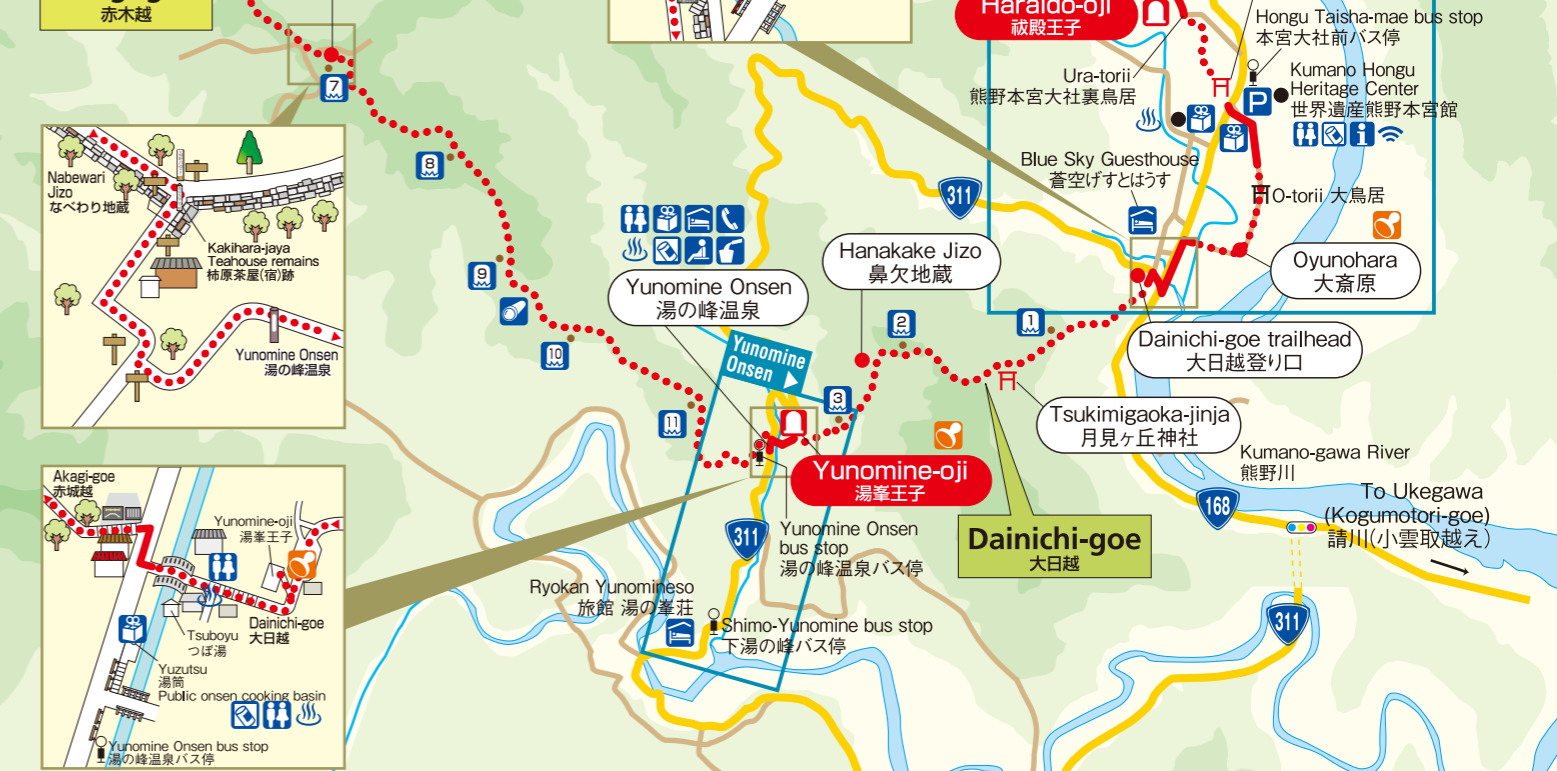 赤木越
7
Nabewari
Jizo
なべわり地蔵
Kakihara-jaya
Teahouse remains
柿原茶屋(宿)跡
Yunomine Onsen
湯の峰温泉
8
9
10
11
Haraido-oji
祓殿王子
Hongu Taisha-mae bus stop
本宮大社前バス停
Ura-torii
熊野本宮大社裏鳥居
P
Kumano Hongu
Heritage Center
世界遺産熊野本宮館
Blue Sky Guesthouse
蒼空げすとはうす
311
O-torii 大鳥居
Oyunohara
大斎原
Hanakake Jizo
鼻欠地蔵
Yunomine Onsen
湯の峰温泉
2
1
Dainichi-goe trailhead
大日越登り口
Yunomine
Onsen
3
Tsukimigaoka-jinja
月見ヶ丘神社
Kumano-gawa River
熊野川
Yunomine-oji
湯峯王子
168
To Ukegawa
(Kogumotori-goe)
請川(小雲取越え)
Dainichi-goe
大日越
311
Yunomine Onsen
bus stop
湯の峰温泉バス停
Ryokan Yunomineso
旅館 湯の峯荘
Shimo-Yunomine bus stop
下湯の峰バス停
311
Akagi-goe
赤城越
Yunomine-oji
湯峯王子
Dainichi-goe
大日越
Tsuboyu
つぼ湯
Yuzutsu
湯筒
Public onsen cooking basin
Yunomine Onsen bus stop
湯の峰温泉バス停